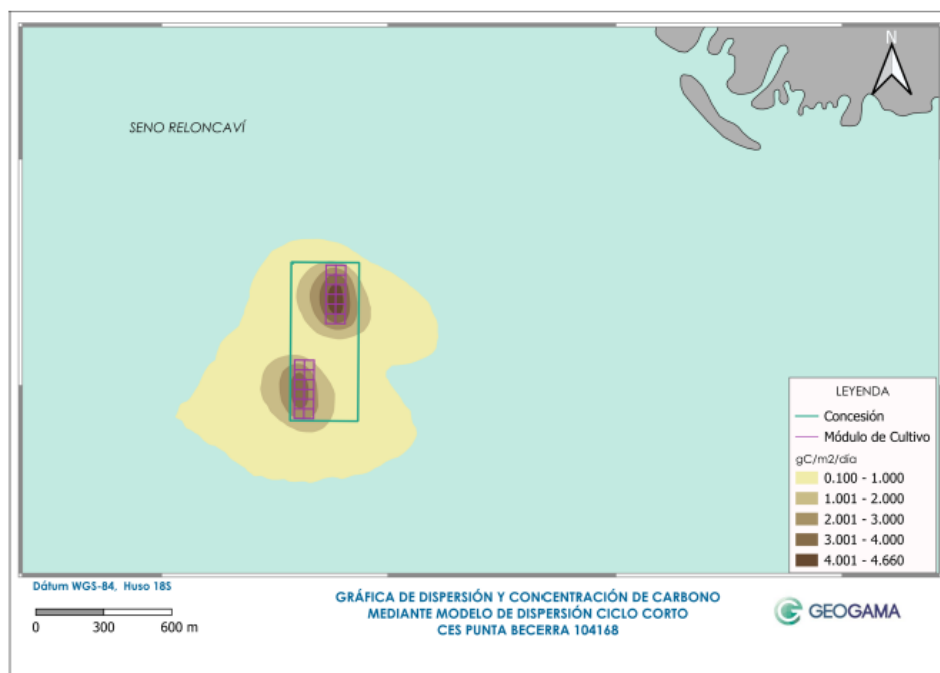 N
SENO RELONCAVÍ
LEYENDA
Concesión
Módulo de Cultivo
gC/m2/día
0.100 - 1.000
1.001 - 2.000
2.001 - 3.000
3.001 - 4.000
4.001 - 4.660
Dátum WGS-84, Huso 18S
0 300 600 m
GRÁFICA DE DISPERSIÓN Y CONCENTRACIÓN DE CARBONO
MEDIANTE MODELO DE DISPERSIÓN CICLO CORTO
CES PUNTA BECERRA 104168
GEOGAMA